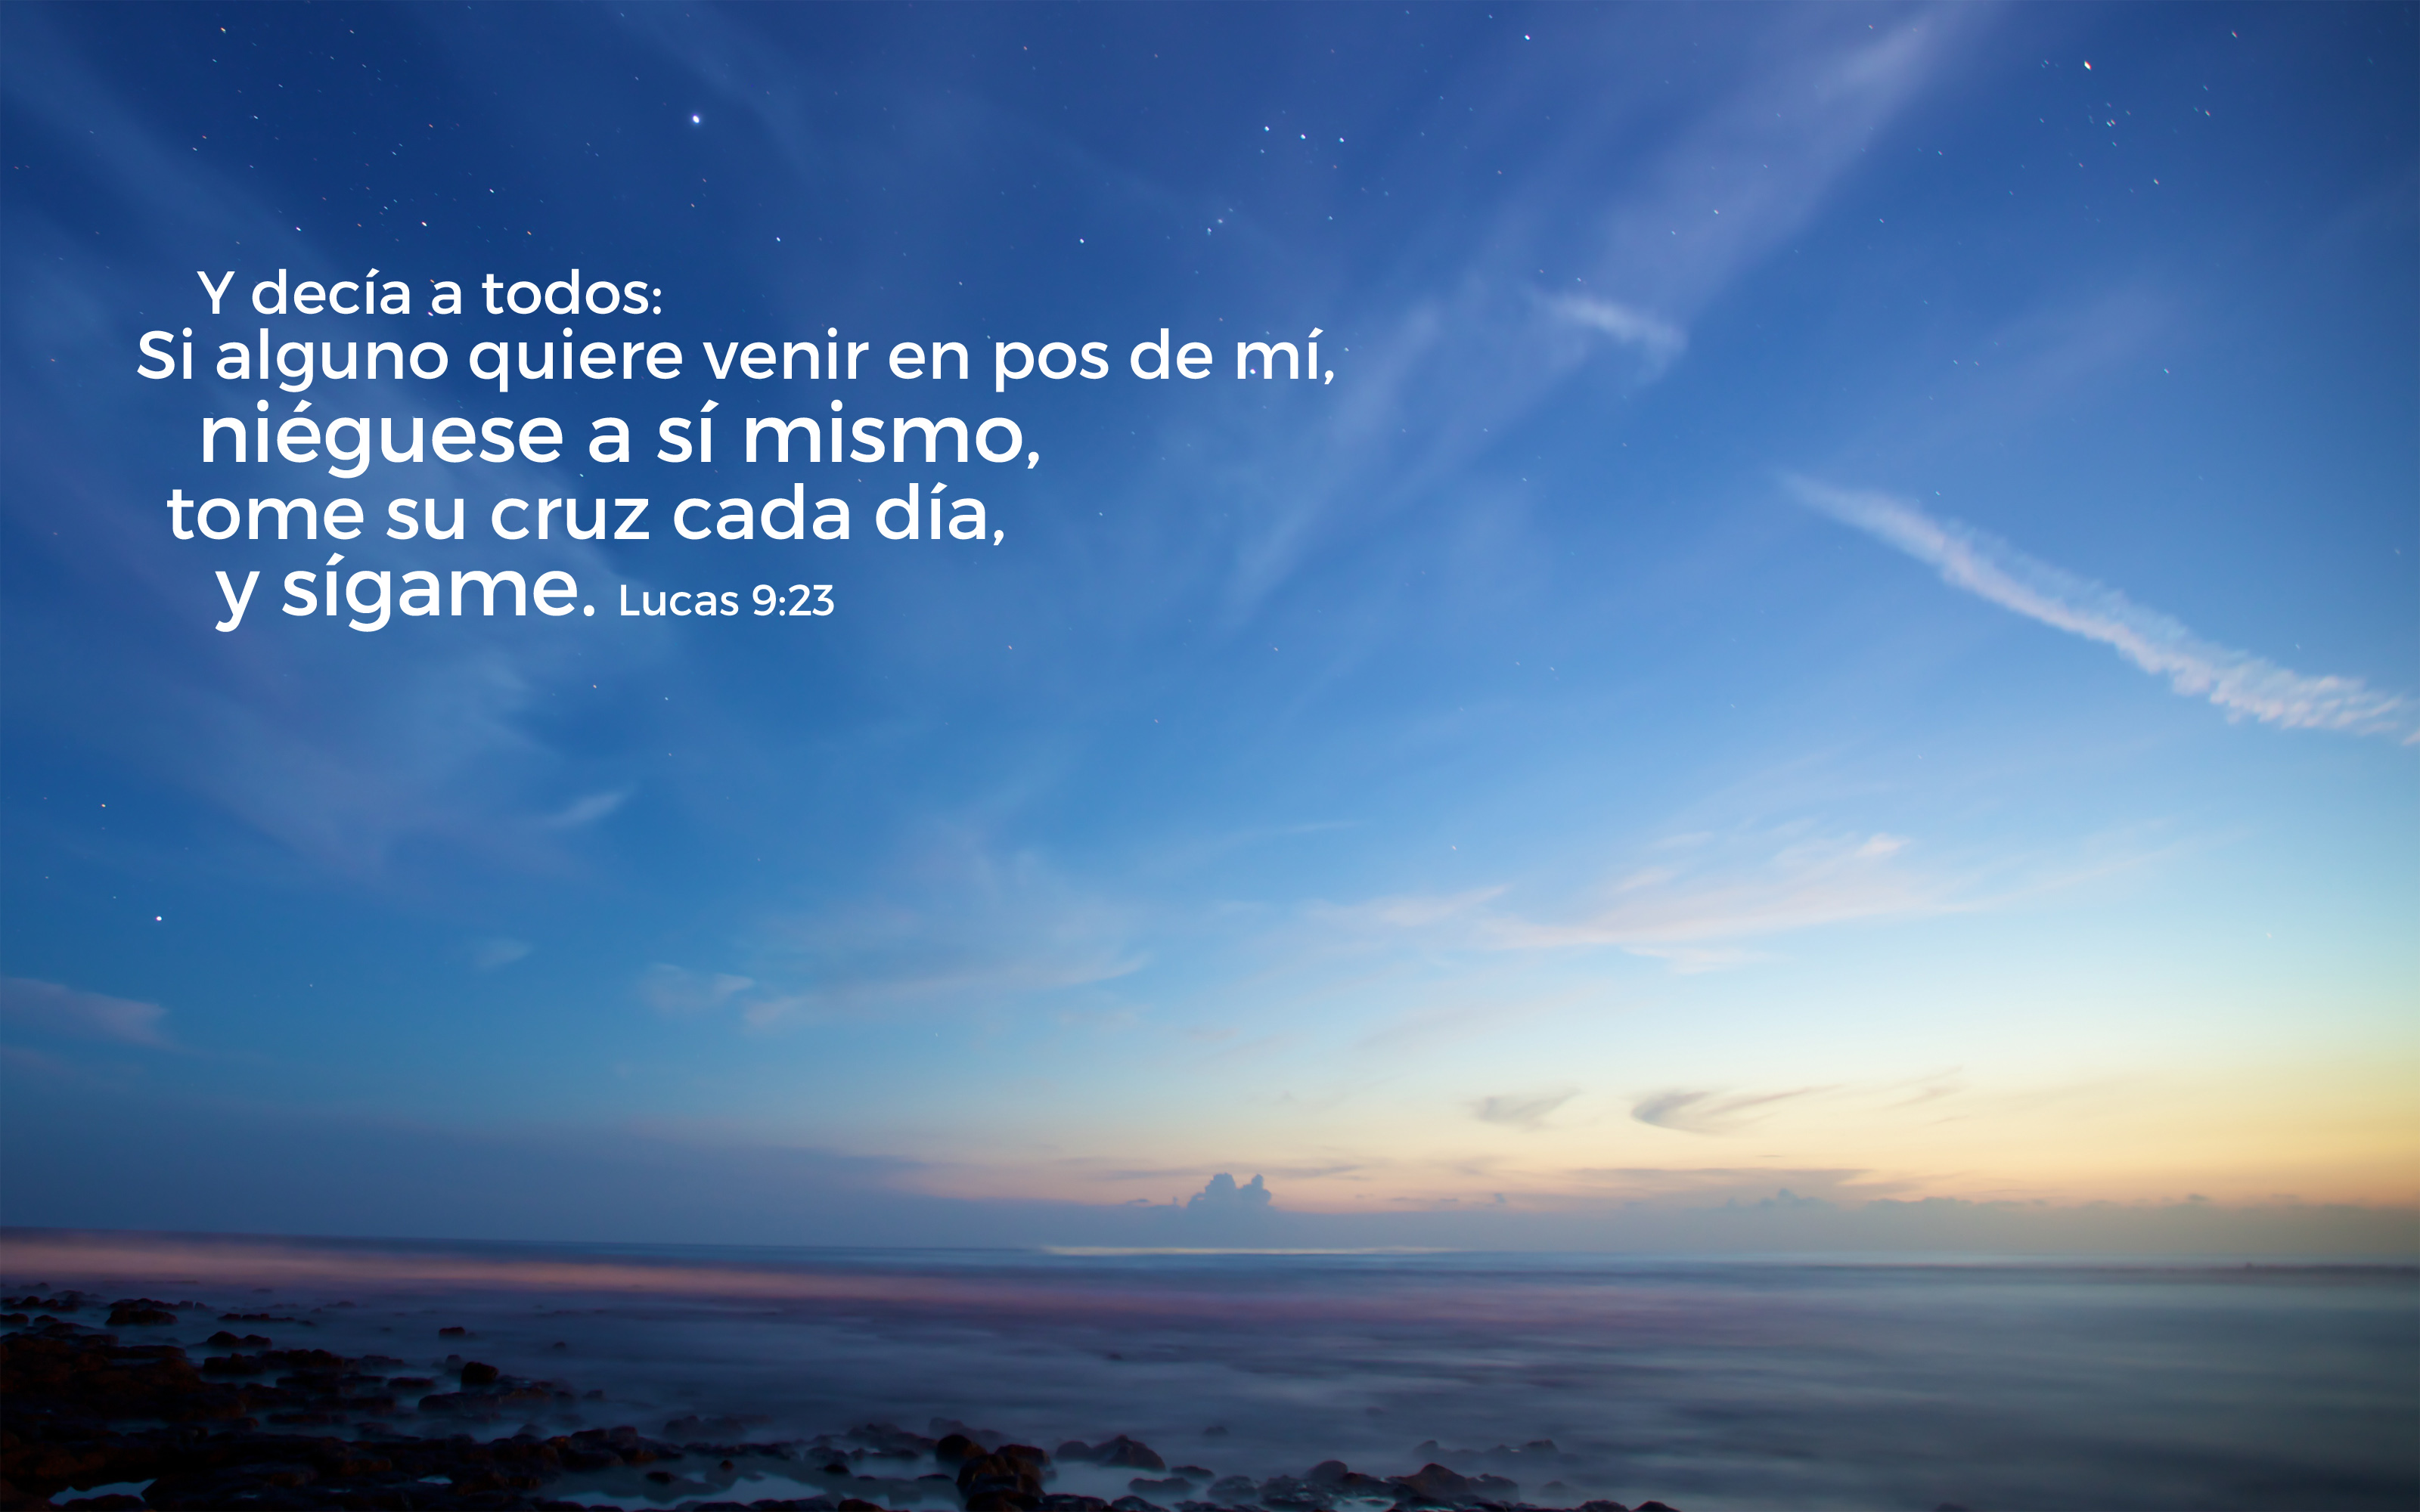 Y decía a todos:
Si alguno quiere venir en pos de mí,
niéguese a sí mismo,
tome su cruz cada día,
y sígame. Lucas 9:23